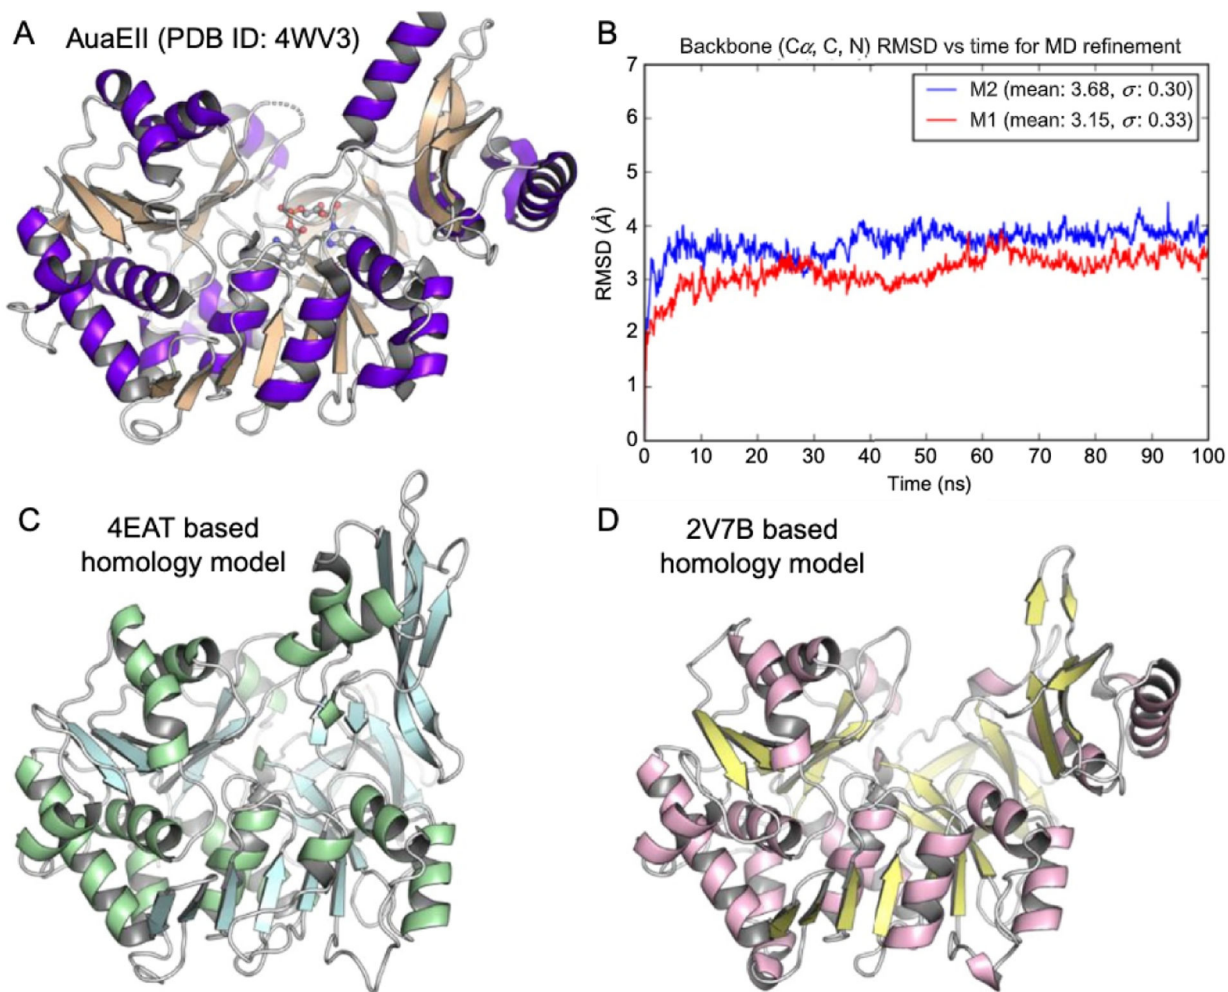 A
AuaEII (PDB ID: 4WV3)
B
Backbone (Cα, C, N) RMSD vs time for MD refinement
M2 (mean: 3.68, σ: 0.30)
M1 (mean: 3.15, σ: 0.33)
7
6
5
4
3
2
1
0
RMSD (Å)
0 10 20 30 40 50 60 70 80 90 100
Time (ns)
C
4EAT based
homology model
D
2V7B based
homology model